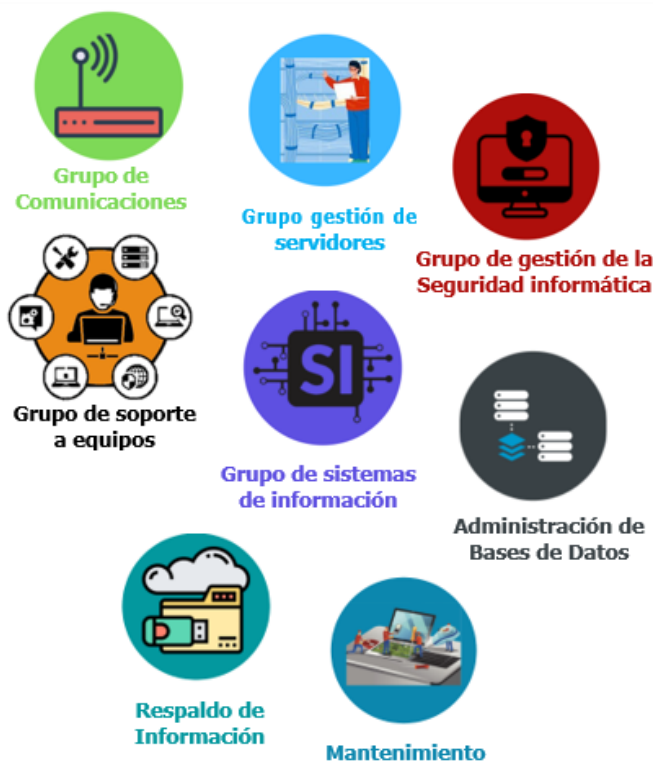 Grupo de
Comunicaciones
Grupo gestión de
servidores
Grupo de gestión de la
Seguridad informática
Grupo de soporte
a equipos
SI
Grupo de sistemas
de información
Administración de
Bases de Datos
Respaldo de
Información
Mantenimiento